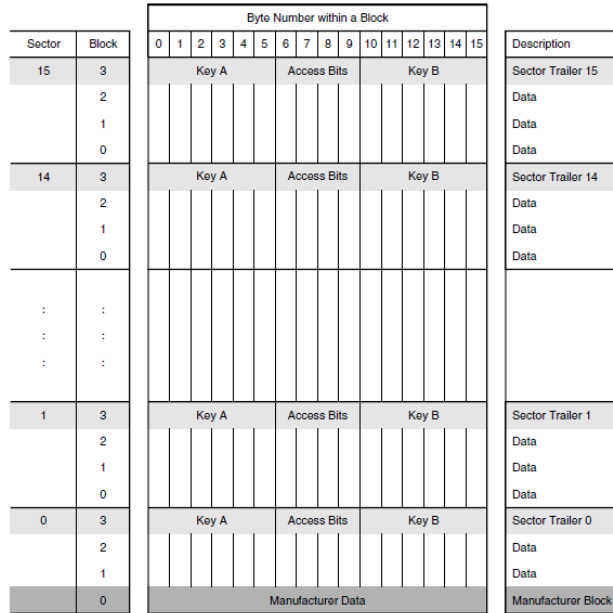 Byte Number within a Block
Sector Block 0 1 2 3 4 5 6 7 8 9 10 11 12 13 14 15 Description
15 3 Key A Access Bits Key B Sector Trailer 15
2 Data
1 Data
0 Data
14 3 Key A Access Bits Key B Sector Trailer 14
2 Data
1 Data
0 Data
: :
: :
: :
1 3 Key A Access Bits Key B Sector Trailer 1
2 Data
1 Data
0 Data
0 3 Key A Access Bits Key B Sector Trailer 0
2 Data
1 Data
0 Manufacturer Data Manufacturer Block